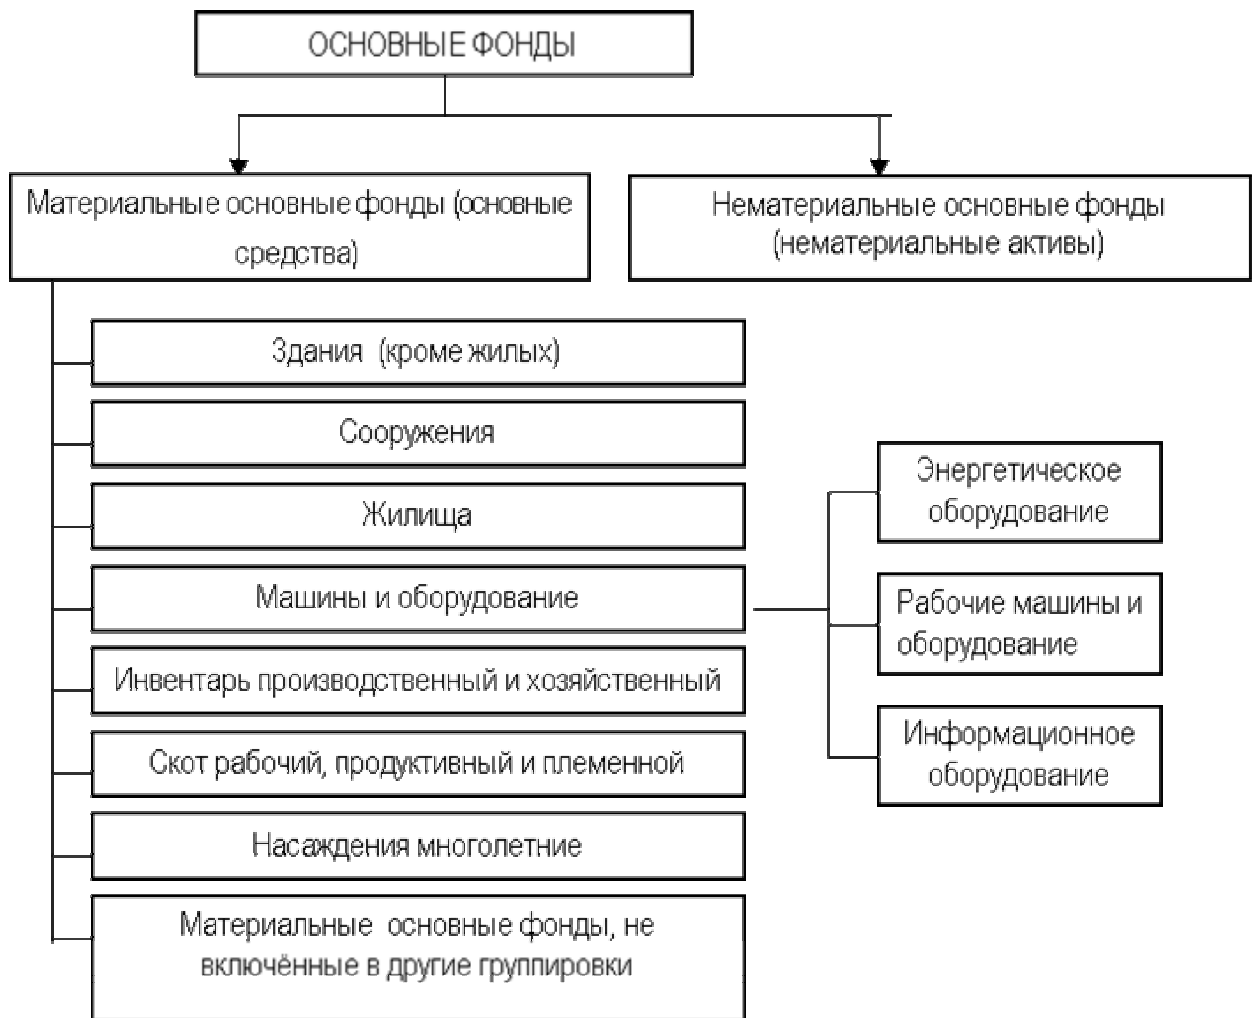 ОСНОВНЫЕ ФОНДЫ
Материальные основные фонды (основные
средства)
Нематериальные основные фонды
(нематериальные активы)
Здания (кроме жилых)
Сооружения
Жилища
Машины и оборудование
Инвентарь производственный и хозяйственный
Скот рабочий, продуктивный и племенной
Насаждения многолетние
Материальные основные фонды, не
включённые в другие группировки
Энергетическое
оборудование
Рабочие машины и
оборудование
Информационное
оборудование